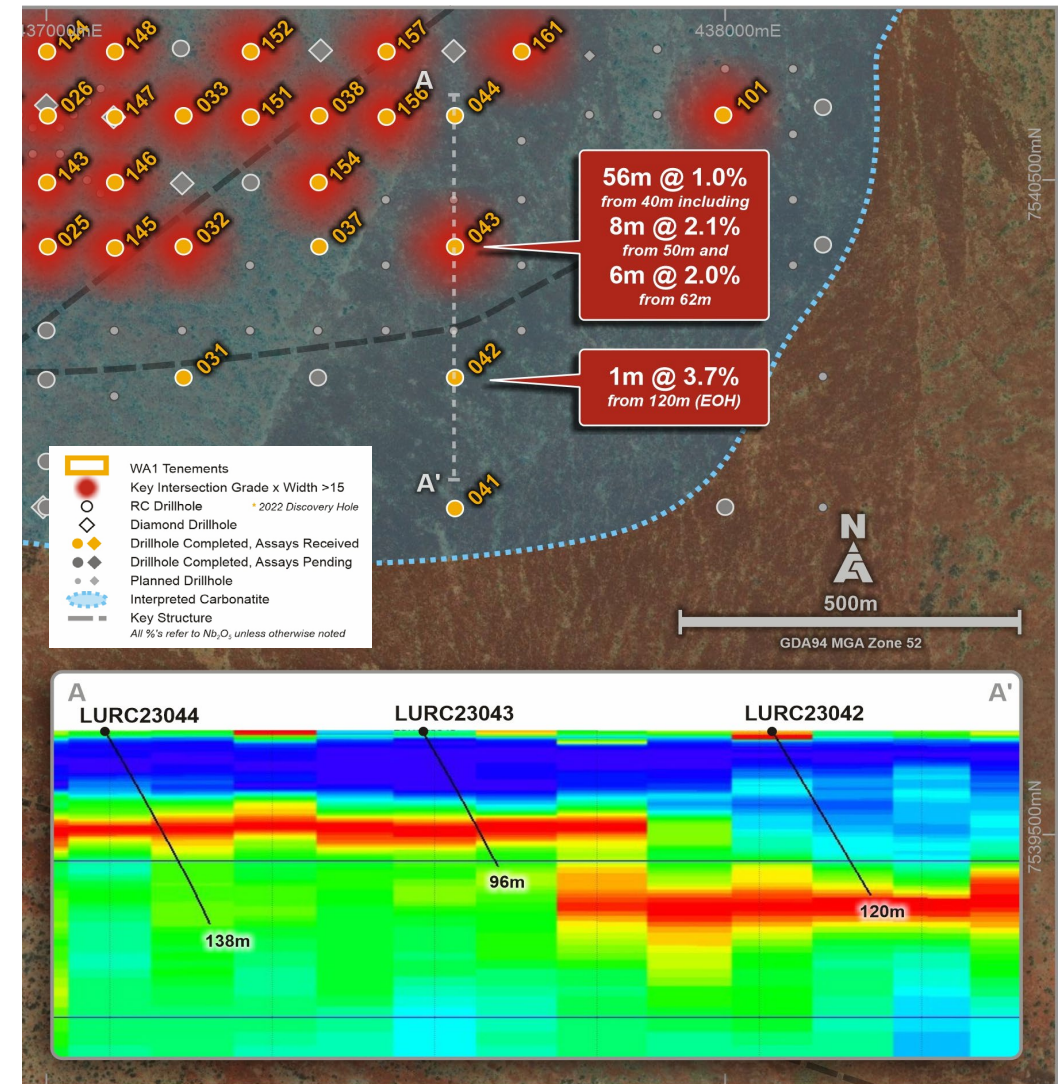 437000mE
438000mE
144
148
152
157
161
A
026
147
033
151
038
156
044
101
143
146
154
7540500mN
025
145
032
037
043
56m @ 1.0%
from 40m including
8m @ 2.1%
from 50m and
6m @ 2.0%
from 62m
031
042
1m @ 3.7%
from 120m (EOH)
A'
041
WA1 Tenements
Key Intersection Grade x Width >15
RC Drillhole
* 2022 Discovery Hole
Diamond Drillhole
Drillhole Completed, Assays Received
Drillhole Completed, Assays Pending
Planned Drillhole
Interpreted Carbonatite
Key Structure
All %'s refer to Nb₂O₅ unless otherwise noted
N
500m
GDA94 MGA Zone 52
A
A'
LURC23044
LURC23043
LURC23042
7539500mN
96m
120m
138m